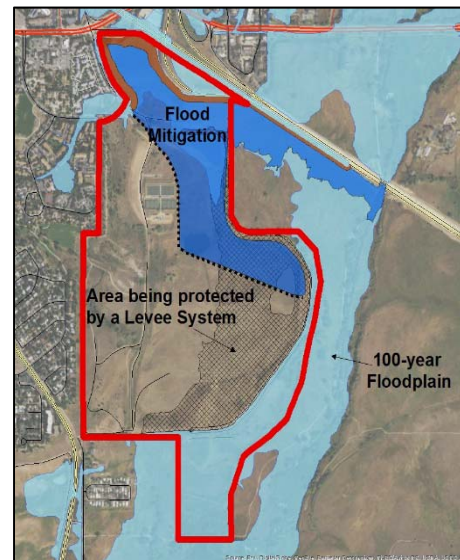 Flood
Mitigation
Area being protected
by a Levee System
100-year
Floodplain